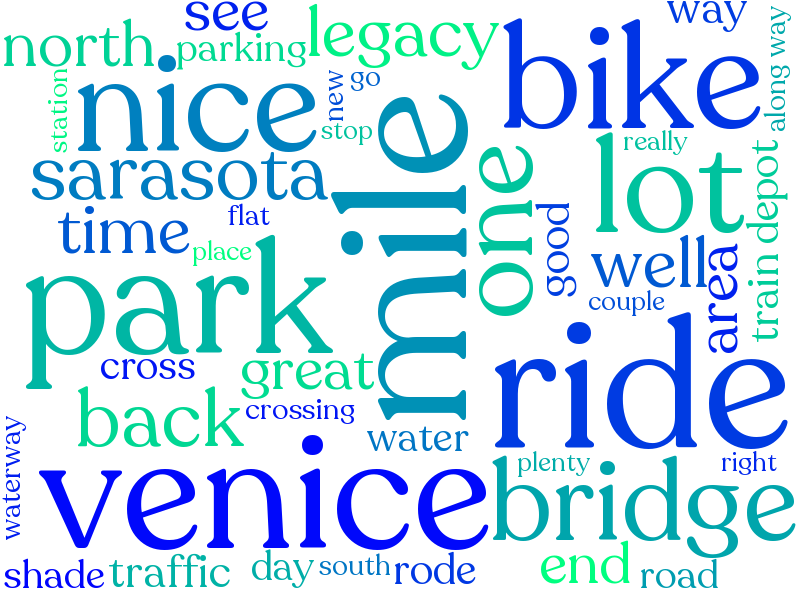 see
way
north
parking
legacy
bike
along way
station
nice
new
go
stop
mile
really
sarasota
one
lot
train depot
time
flat
place
good
well
area
park
couple
cross
great
ride
back
crossing
water
waterway
venice
plenty
right
bridge
shade
traffic
day
south
rode
end
road